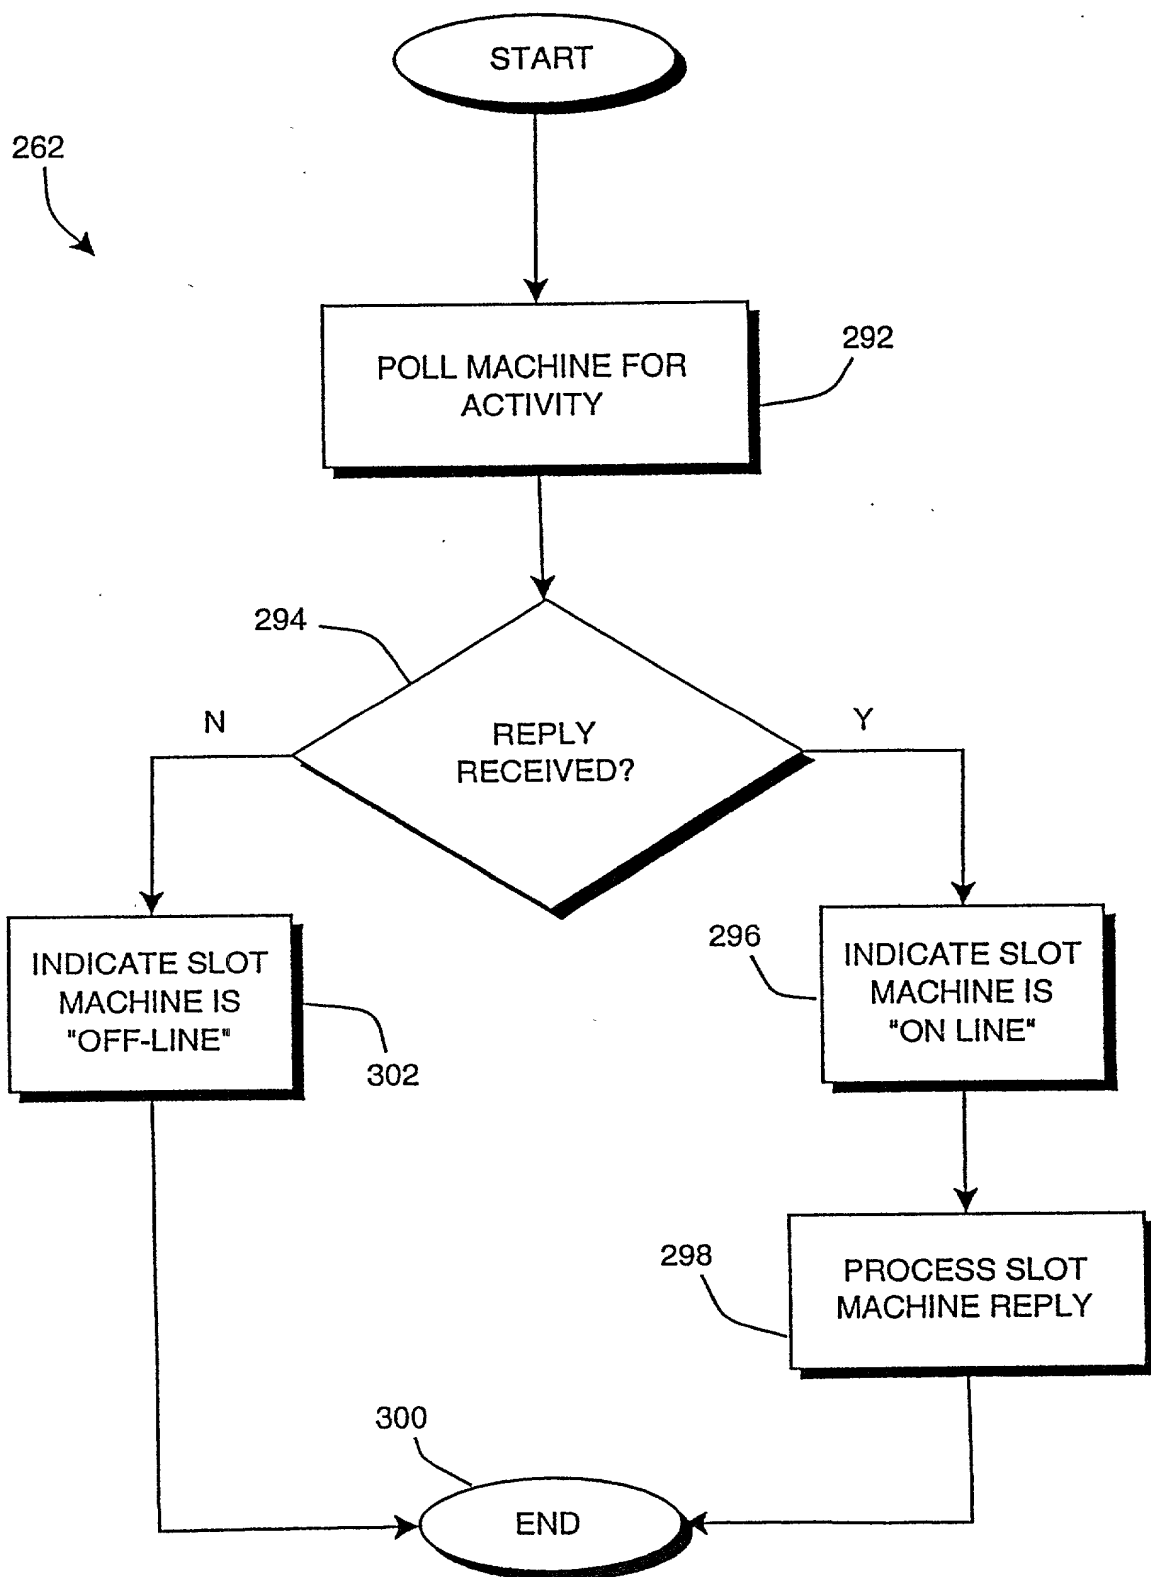 START
262
POLL MACHINE FOR
ACTIVITY
292
294
N
REPLY
RECEIVED?
Y
INDICATE SLOT
MACHINE IS
"OFF-LINE"
302
296
INDICATE SLOT
MACHINE IS
"ON LINE"
298
PROCESS SLOT
MACHINE REPLY
300
END